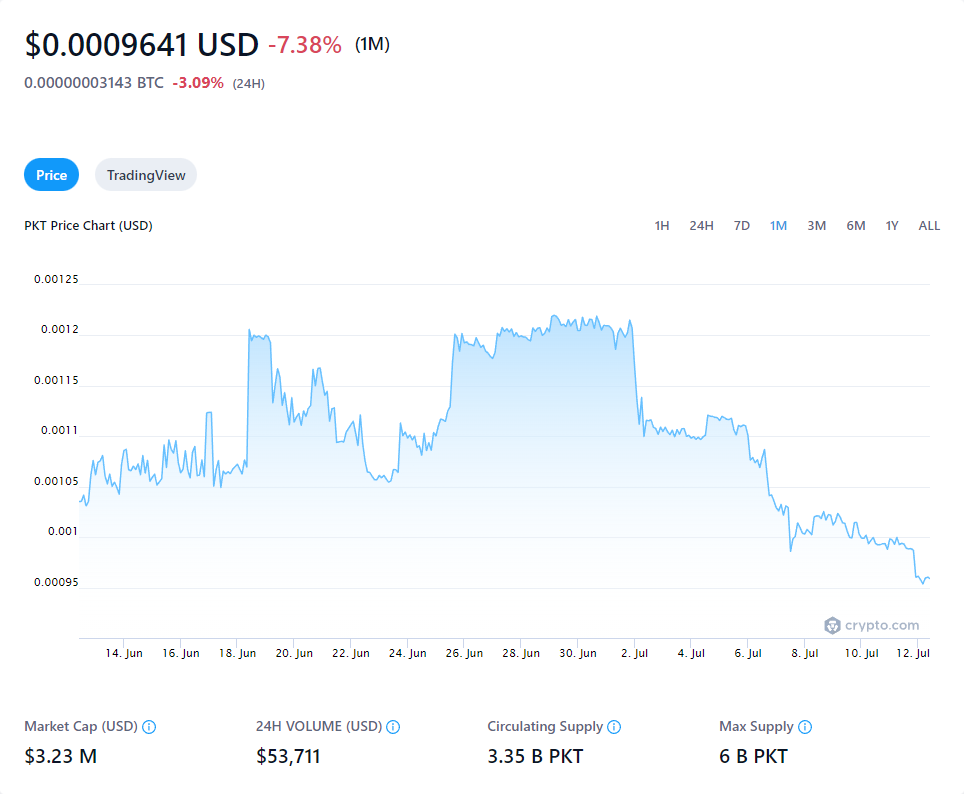 $0.0009641 USD -7.38% (1M)
0.00000003143 BTC -3.09% (24H)
Price TradingView
PKT Price Chart (USD) 1H 24H 7D 1M 3M 6M 1Y ALL
0.00125
0.0012
0.00115
0.0011
0.00105
0.001
0.00095
crypto.com
14. Jun 16. Jun 18. Jun 20. Jun 22. Jun 24. Jun 26. Jun 28. Jun 30. Jun 2. Jul 4. Jul 6. Jul 8. Jul 10. Jul 12. Jul
Market Cap (USD) 24H VOLUME (USD) Circulating Supply Max Supply
$3.23 M $53,711 3.35 B PKT 6 B PKT